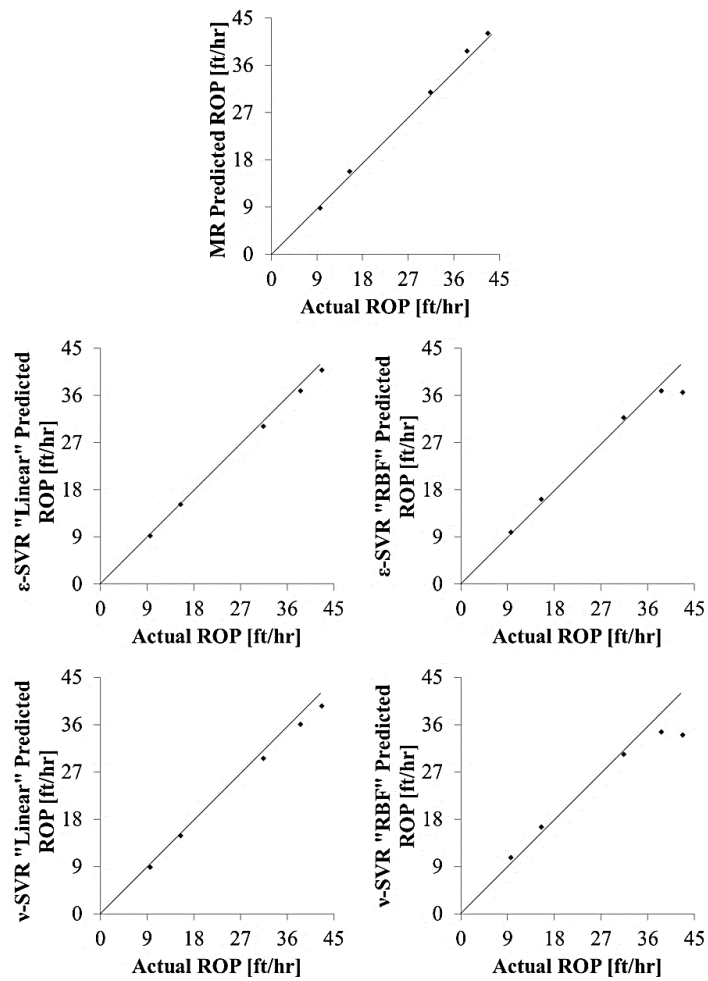 MR Predicted ROP [ft/hr]
45
36
27
18
9
0
0 9 18 27 36 45
Actual ROP [ft/hr]
ε-SVR "Linear" Predicted
ROP [ft/hr]
45
36
27
18
9
0
0 9 18 27 36 45
Actual ROP [ft/hr]
ε-SVR "RBF" Predicted
ROP [ft/hr]
45
36
27
18
9
0
0 9 18 27 36 45
Actual ROP [ft/hr]
ν-SVR "Linear" Predicted
ROP [ft/hr]
45
36
27
18
9
0
0 9 18 27 36 45
Actual ROP [ft/hr]
ν-SVR "RBF" Predicted
ROP [ft/hr]
45
36
27
18
9
0
0 9 18 27 36 45
Actual ROP [ft/hr]